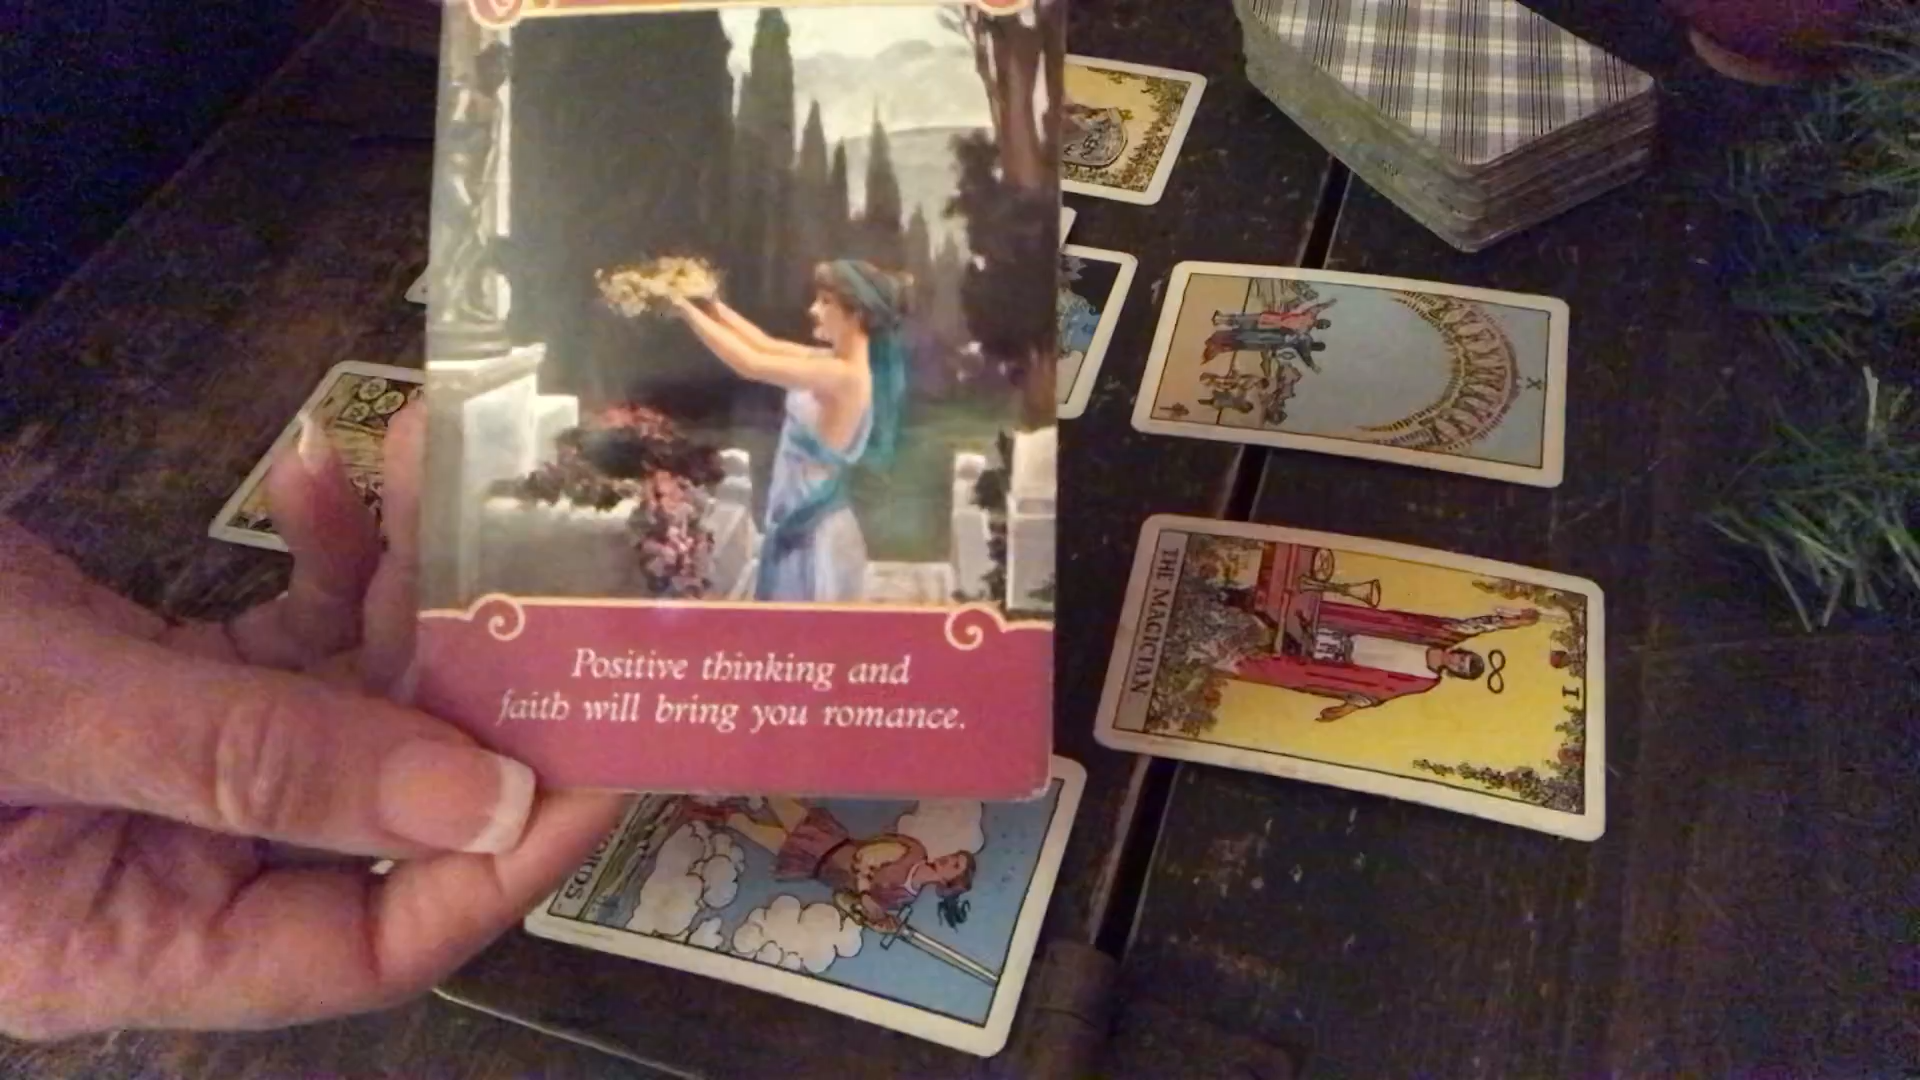 Positive thinking and
faith will bring you romance.
X
THE MAGICIAN
I